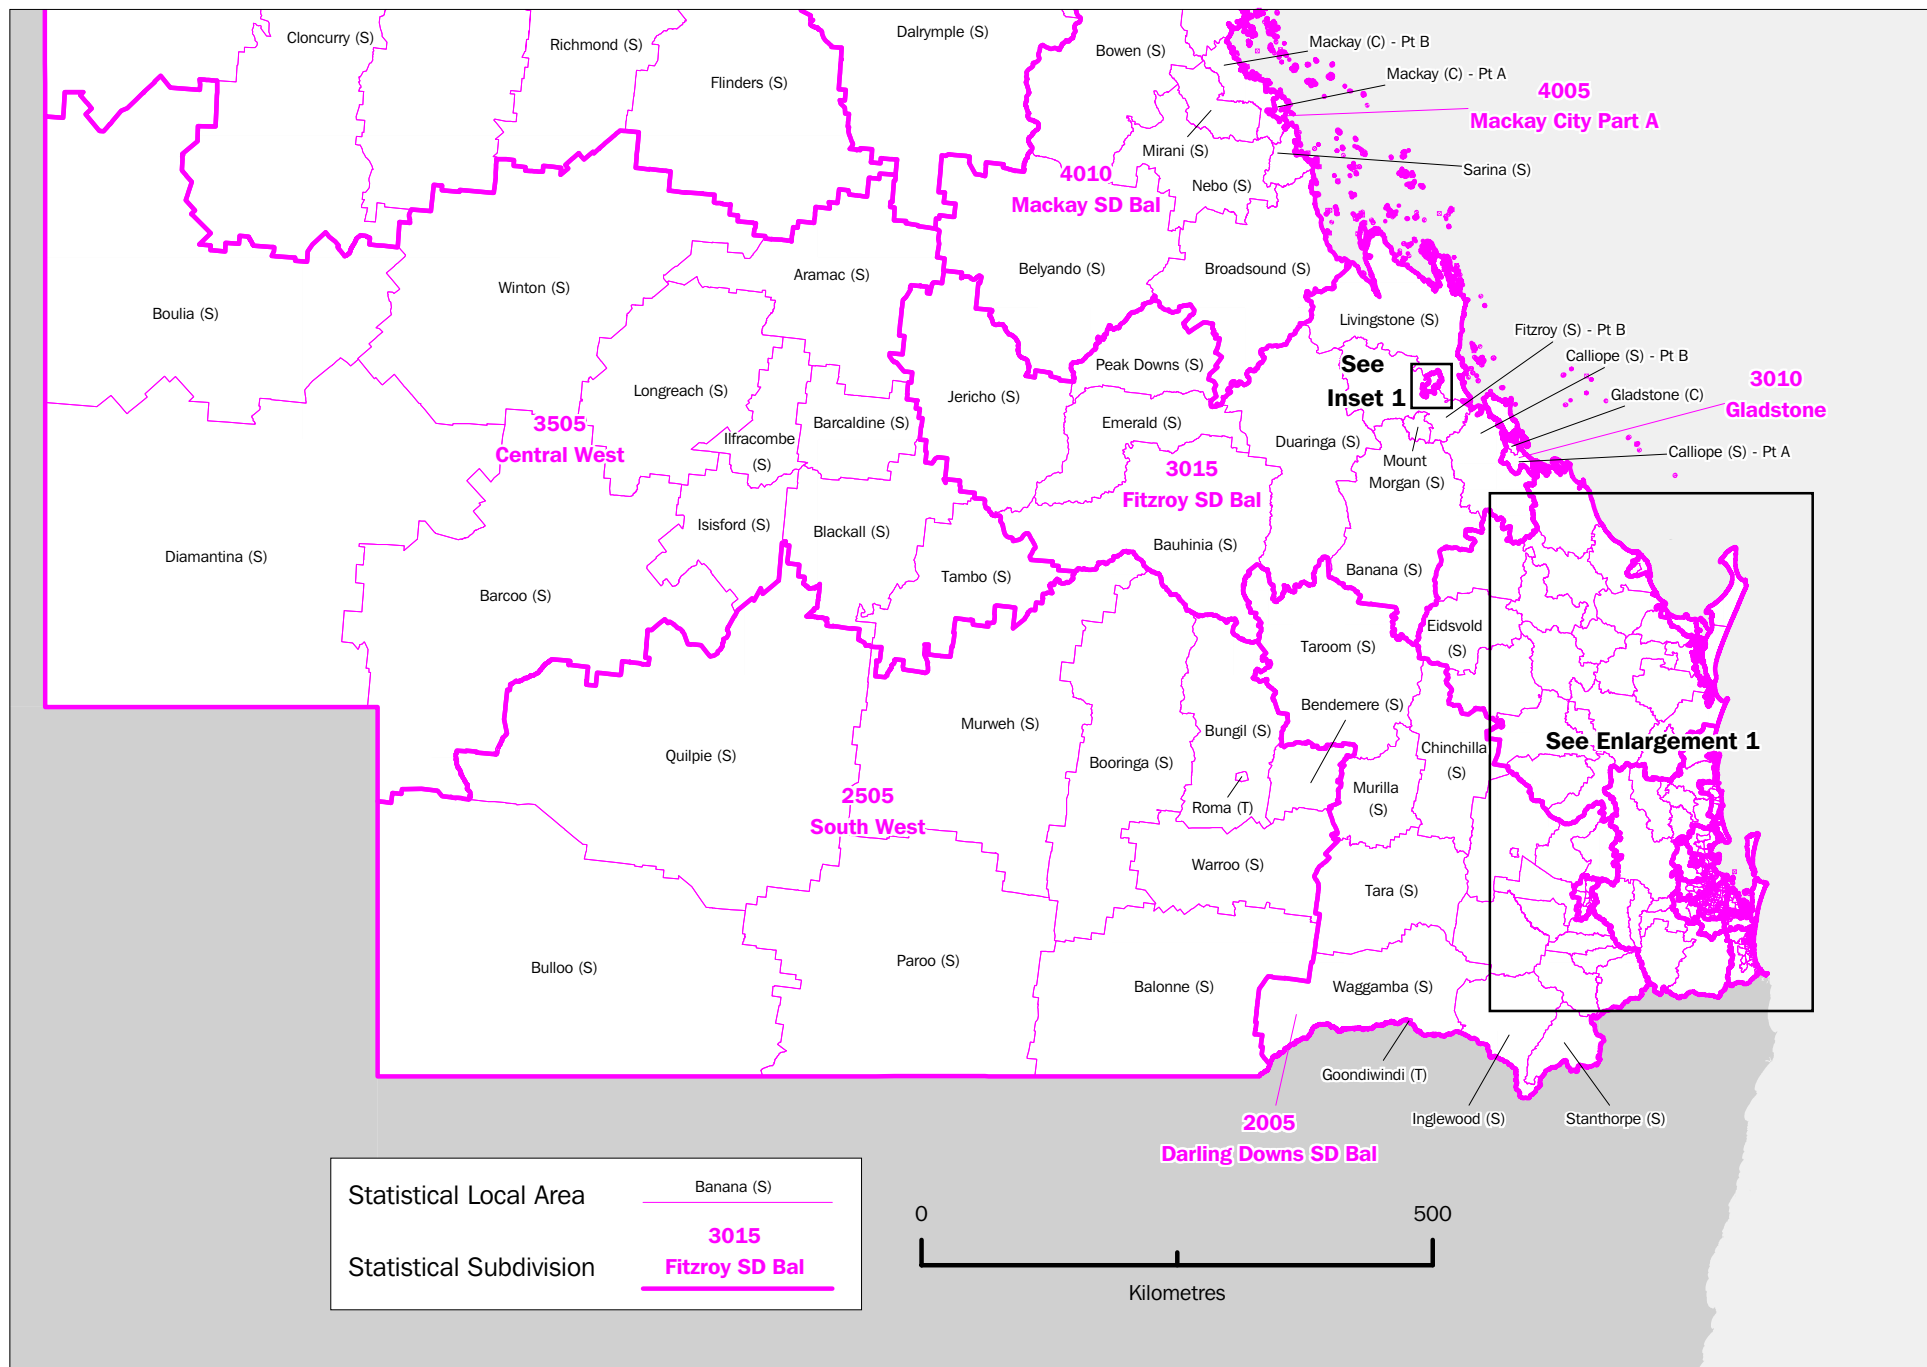 Cloncurry (S)
Richmond (S)
Flinders (S)
Dalrymple (S)
Bowen (S)
Mackay (C) - Pt B
Mackay (C) - Pt A
4005
Mackay City Part A
Mirani (S)
Sarina (S)
4010
Mackay SD Bal
Nebo (S)
Boulia (S)
Winton (S)
Aramac (S)
Belyando (S)
Broadsound (S)
Livingstone (S)
Fitzroy (S) - Pt B
Calliope (S) - Pt B
Gladstone (C)
3010
Gladstone
Calliope (S) - Pt A
See
Inset 1
Peak Downs (S)
Longreach (S)
Jericho (S)
Barcaldine (S)
Emerald (S)
Duaringa (S)
3505
Central West
Ilfracombe
(S)
Mount
Morgan (S)
3015
Fitzroy SD Bal
Isisford (S)
Blackall (S)
Bauhinia (S)
Diamantina (S)
Barcoo (S)
Tambo (S)
Banana (S)
Eidsvold
(S)
Taroom (S)
Bendemere (S)
Murweh (S)
Bungil (S)
Quilpie (S)
Booringa (S)
Chinchilla
(S)
See Enlargement 1
Murilla
(S)
Roma (T)
2505
South West
Warroo (S)
Tara (S)
Bulloo (S)
Paroo (S)
Balonne (S)
Waggamba (S)
Goondiwindi (T)
Inglewood (S)
Stanthorpe (S)
2005
Darling Downs SD Bal
Statistical Local Area
Banana (S)
Statistical Subdivision
3015
Fitzroy SD Bal
0
500
Kilometres